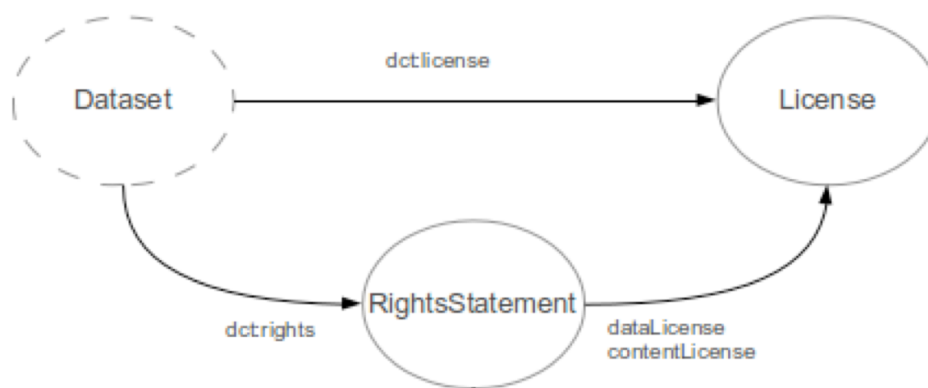 dct:license
Dataset
License
RightsStatement
dct:rights
dataLicense
contentLicense